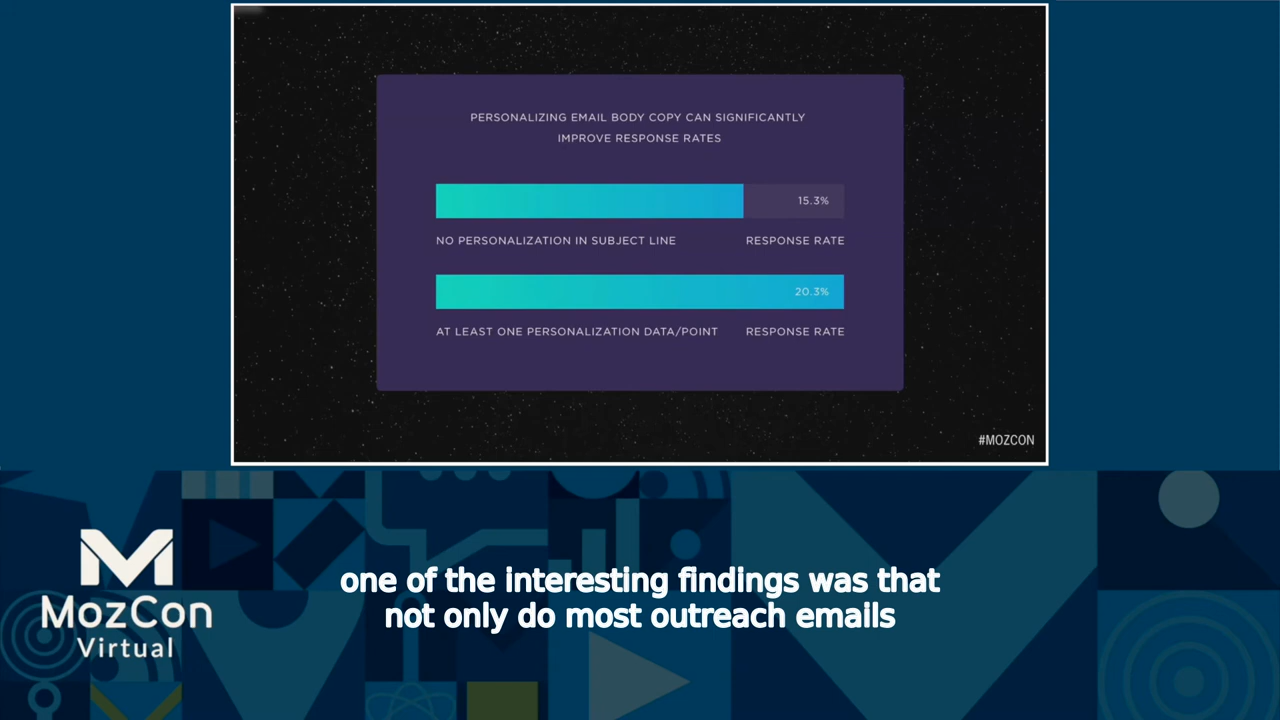 PERSONALIZING EMAIL BODY COPY CAN SIGNIFICANTLY
IMPROVE RESPONSE RATES
15.3%
NO PERSONALIZATION IN SUBJECT LINE RESPONSE RATE
20.3%
AT LEAST ONE PERSONALIZATION DATA/POINT RESPONSE RATE
#MOZCON
M
MozCon
Virtual
one of the interesting findings was that
not only do most outreach emails